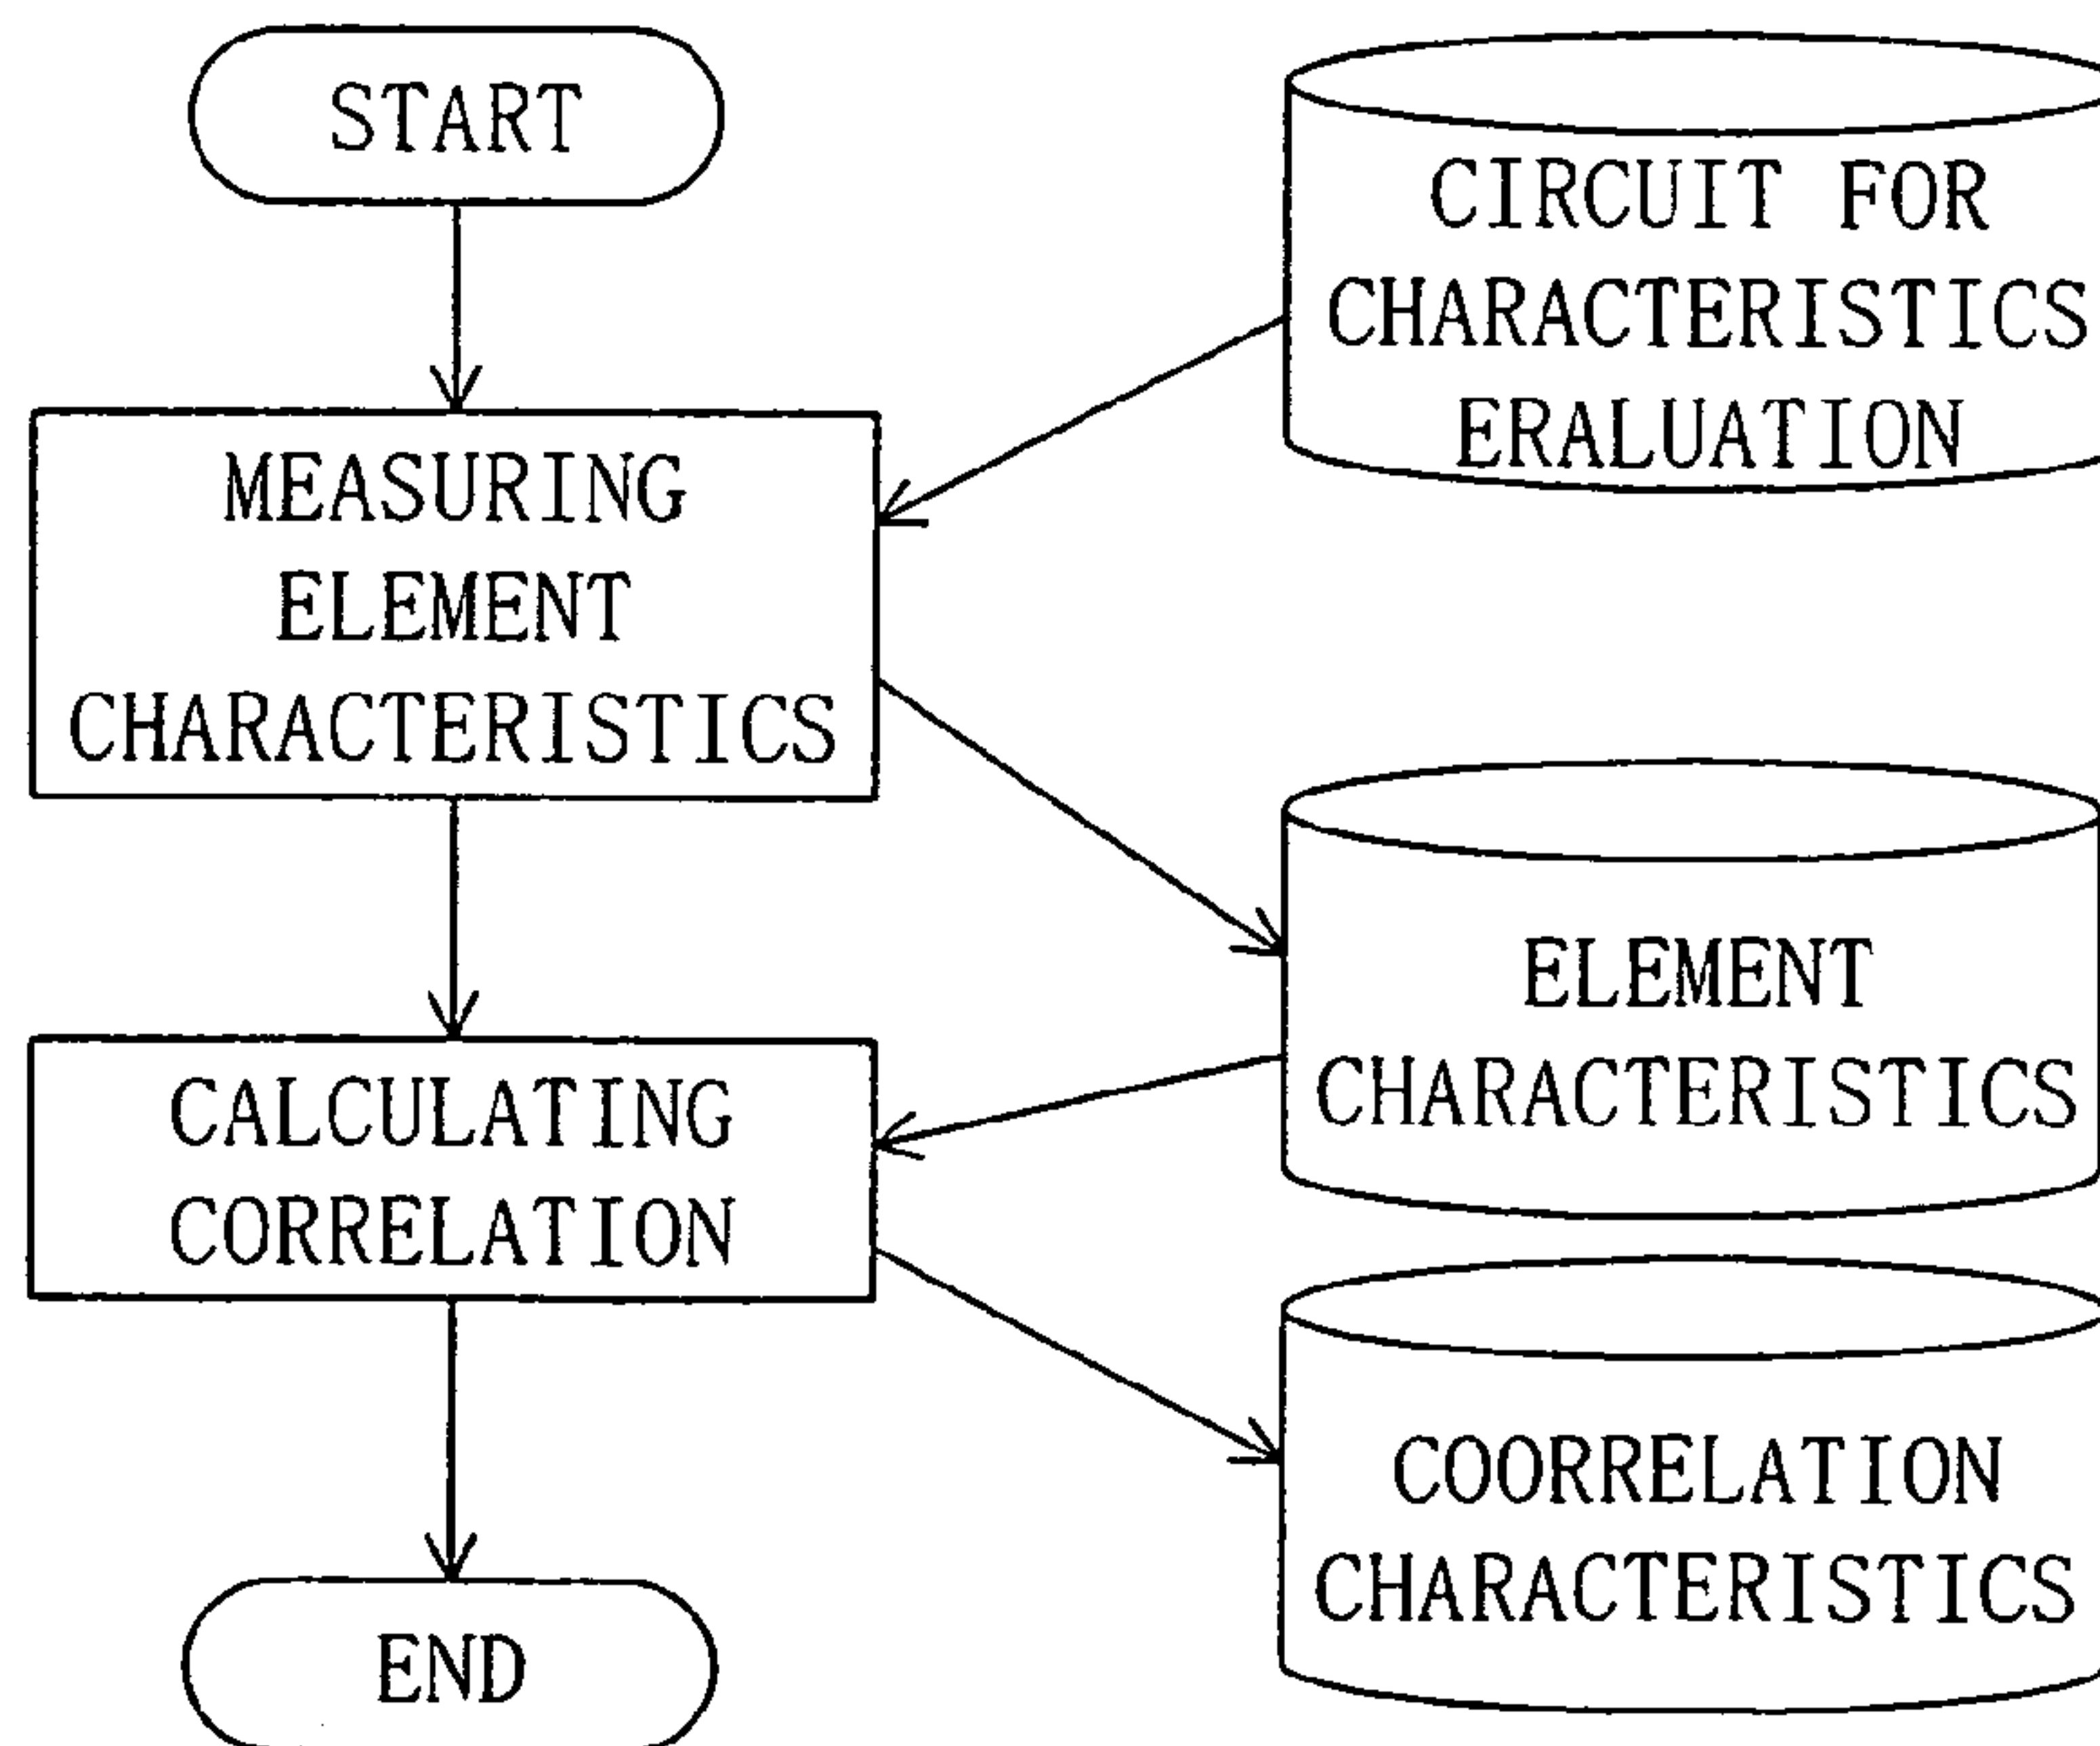 START
CIRCUIT FOR
CHARACTERISTICS
ERALUATION
MEASURING
ELEMENT
CHARACTERISTICS
ELEMENT
CHARACTERISTICS
CALCULATING
CORRELATION
COORRELATION
CHARACTERISTICS
END